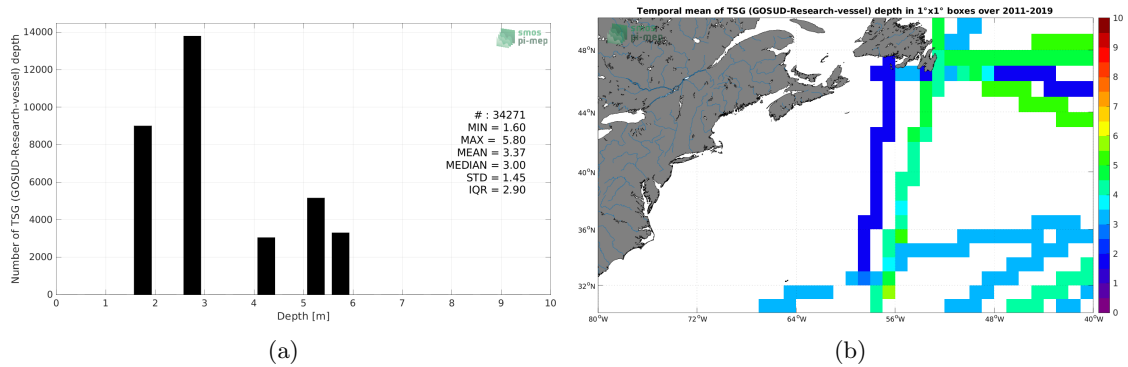 14000
12000
10000
8000
6000
4000
2000
0
Number of TSG (GOSUD-Research-vessel) depth
smos
pi-mep
# : 34271
MIN = 1.60
MAX = 5.80
MEAN = 3.37
MEDIAN = 3.00
STD = 1.45
IQR = 2.90
0 1 2 3 4 5 6 7 8 9 10
Depth [m]
(a)
Temporal mean of TSG (GOSUD-Research-vessel) depth in 1°x1° boxes over 2011-2019
smos
pi-mep
48°N
44°N
40°N
36°N
32°N
80°W 72°W 64°W 56°W 48°W 40°W
10
9
8
7
6
5
4
3
2
1
0
(b)